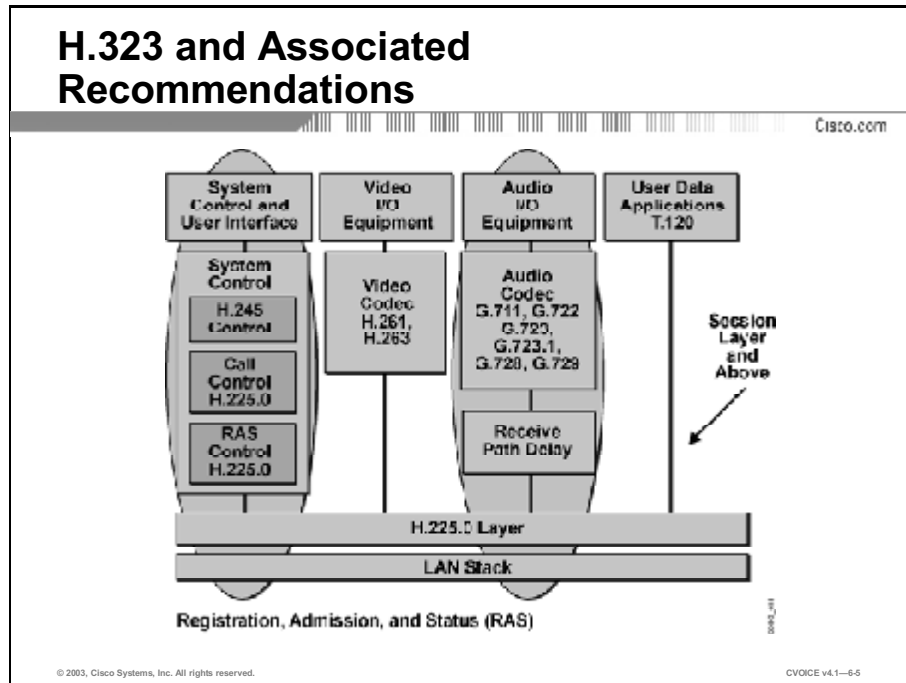 H.323 and Associated
Recommendations
Cisco.com
System
Control and
User Interface
Video
I/O
Equipment
Audio
I/O
Equipment
User Data
Applications
T.120
System
Control
H.245
Control
Call
Control
H.225.0
RAS
Control
H.225.0
Video
Codec
H.261,
H.263
Audio
Codec
G.711, G.722
G.723.1,
Receive
Path Delay
Session
Layer
and
Above
H.225.0 Layer
LAN Stack
Registration, Admission, and Status (RAS)
© 2003, Cisco Systems, Inc. All rights reserved.
CVOICE v4.1—6-5